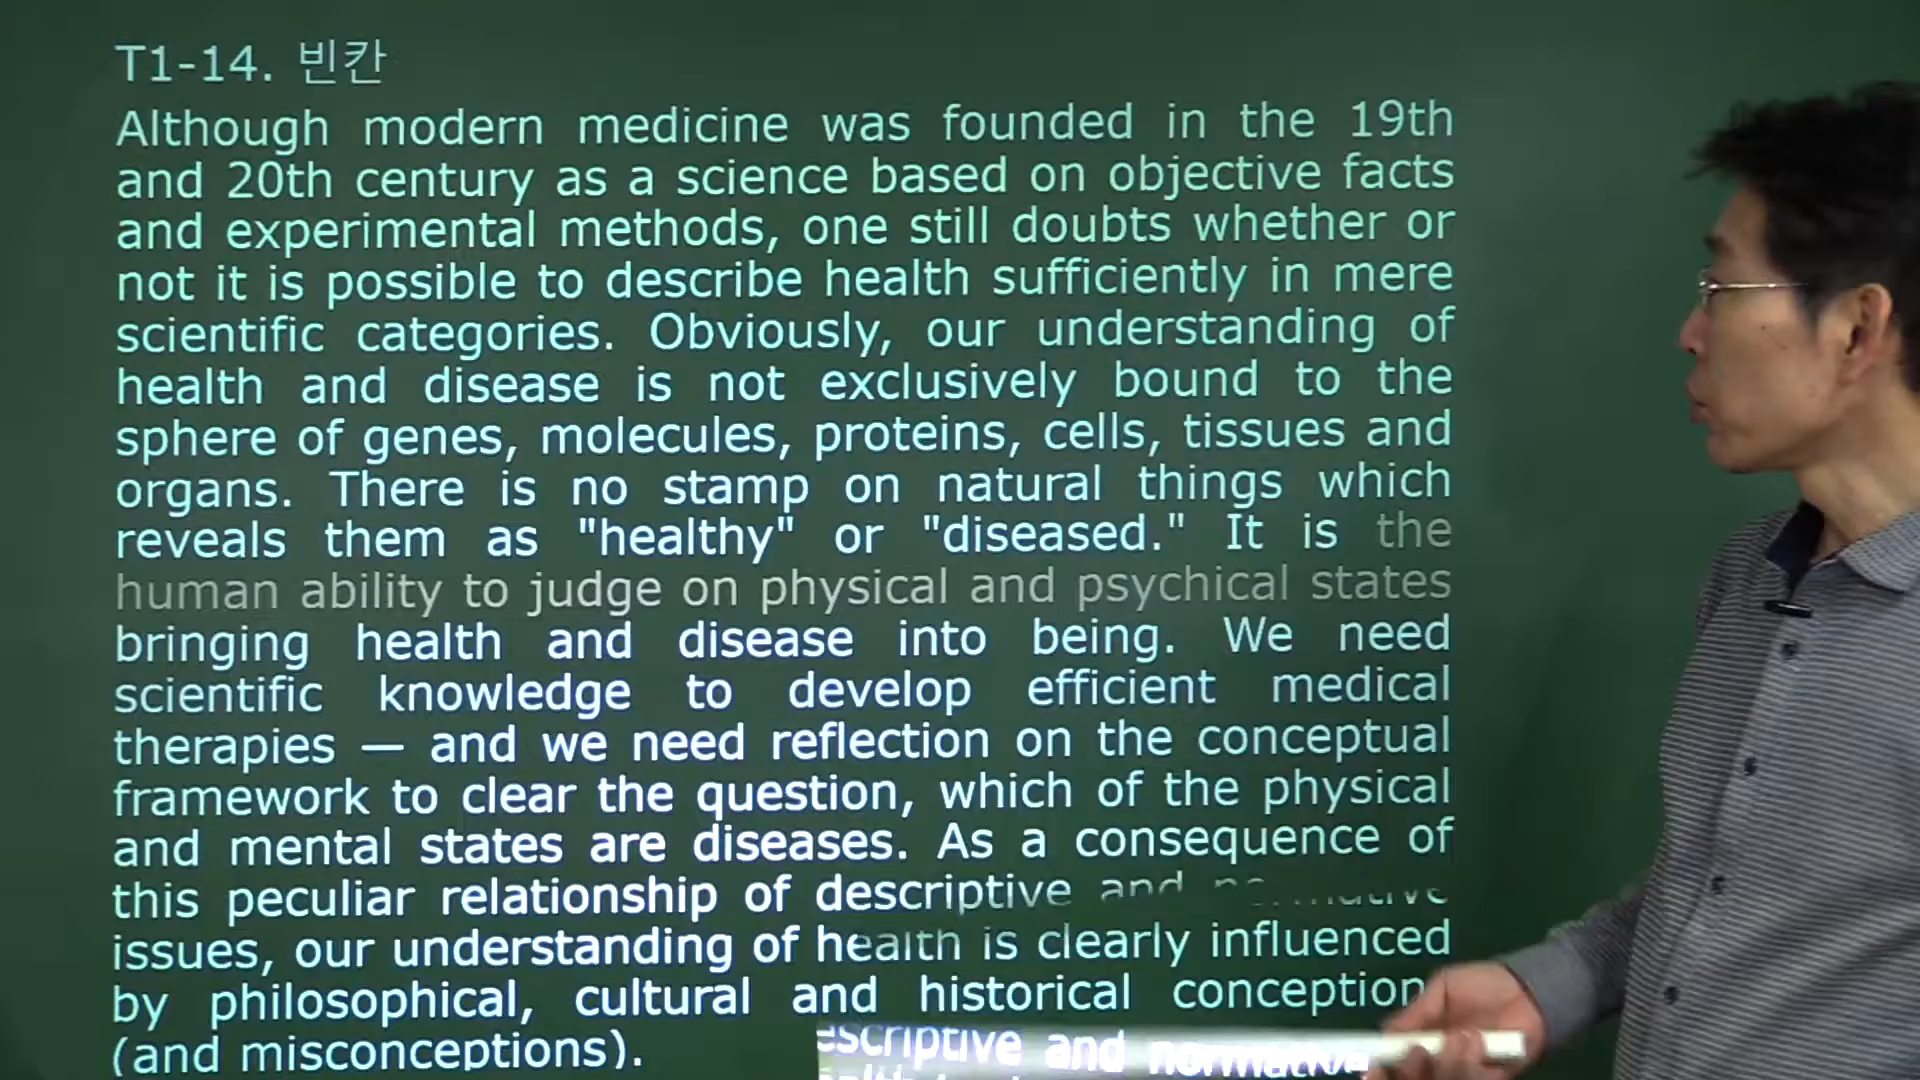 T1-14. 빈칸
Although modern medicine was founded in the 19th
and 20th century as a science based on objective facts
and experimental methods, one still doubts whether or
not it is possible to describe health sufficiently in mere
scientific categories. Obviously, our understanding of
health and disease is not exclusively bound to the
sphere of genes, molecules, proteins, cells, tissues and
organs. There is no stamp on natural things which
reveals them as "healthy" or "diseased." It is the
human ability to judge on physical and psychical states
bringing health and disease into being. We need
scientific knowledge to develop efficient medical
therapies — and we need reflection on the conceptual
framework to clear the question, which of the physical
and mental states are diseases. As a consequence of
this peculiar relationship of descriptive and normative
issues, our understanding of health is clearly influenced
by philosophical, cultural and historical conception
(and misconceptions).
descriptive and normative